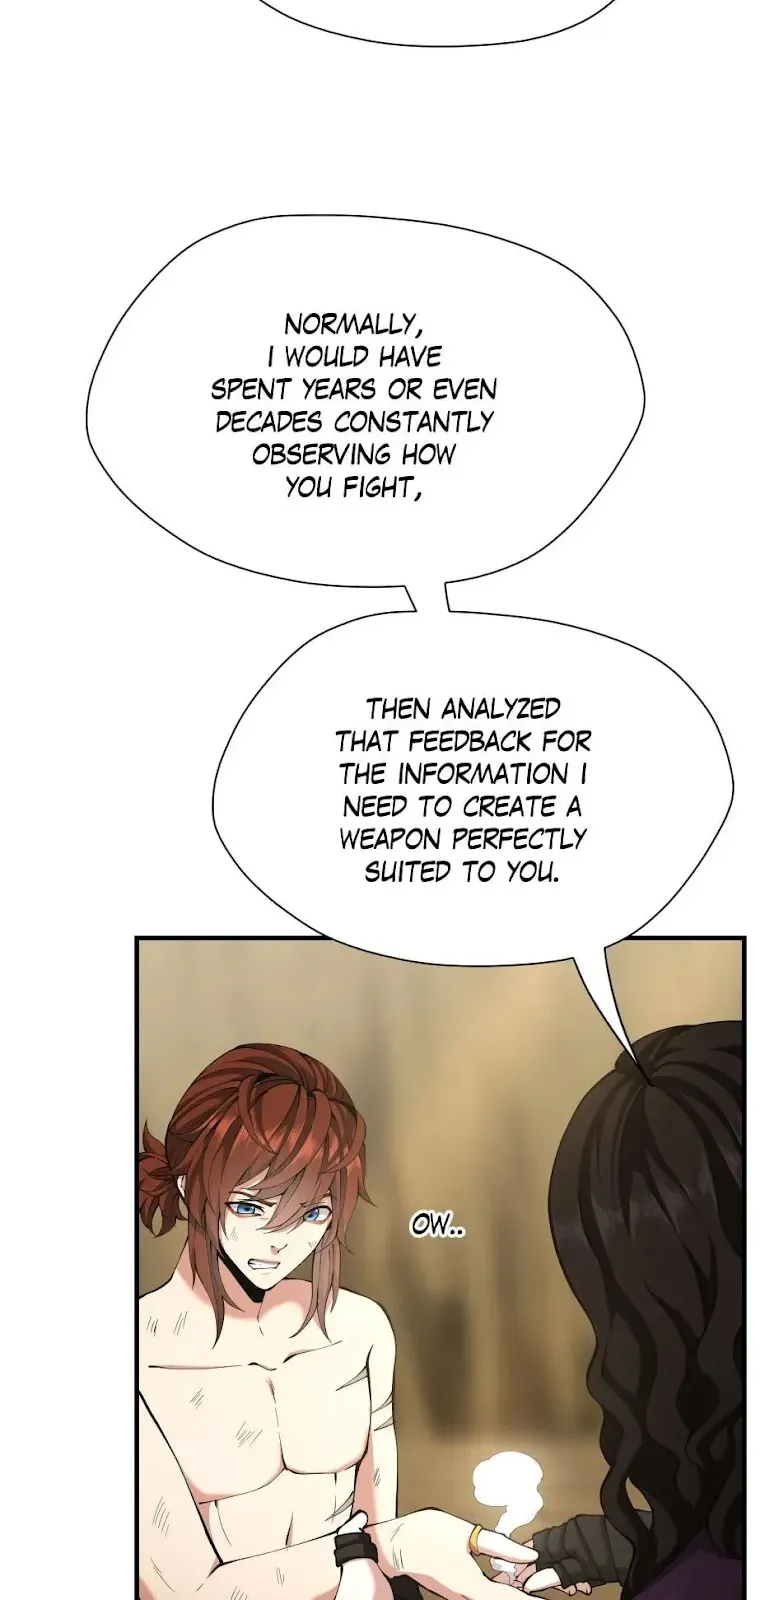 NORMALLY,
I WOULD HAVE
SPENT YEARS OR EVEN
DECADES CONSTANTLY
OBSERVING HOW
YOU FIGHT,
THEN ANALYZED
THAT FEEDBACK FOR
THE INFORMATION I
NEED TO CREATE A
WEAPON PERFECTLY
SUITED TO YOU.
OW..